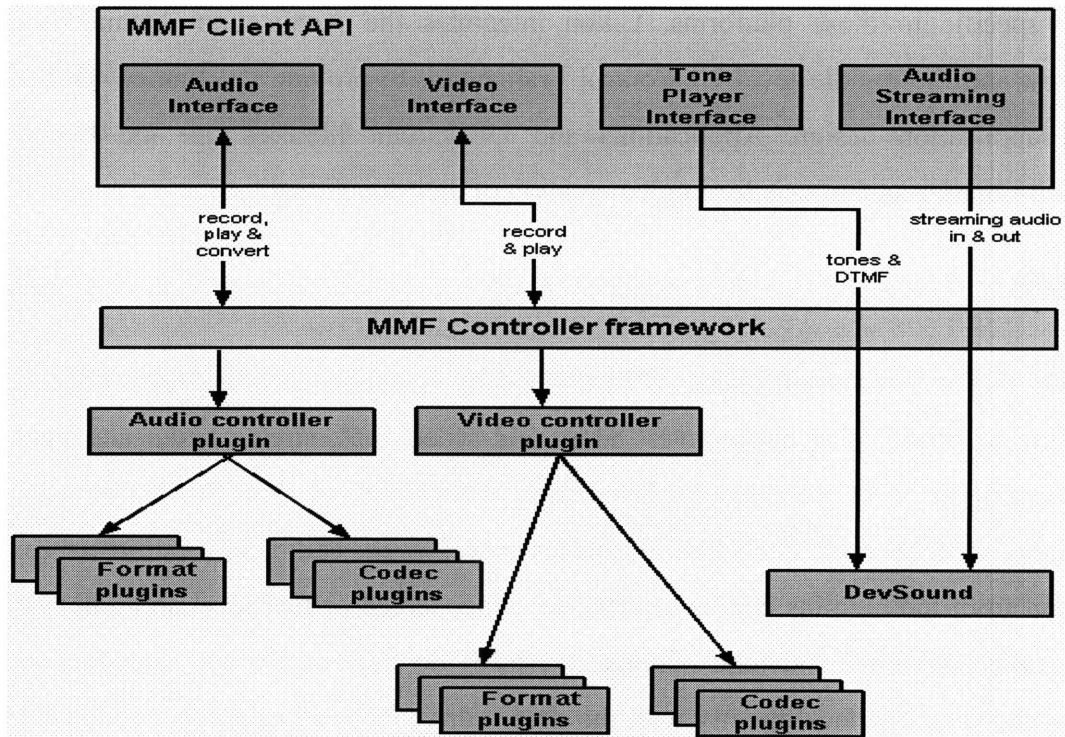 MMF Client API
Audio
Interface
Video
Interface
Tone
Player
Interface
Audio
Streaming
Interface
record,
play &
convert
record
& play
tones &
DTMF
streaming audio
in & out
MMF Controller framework
Audio controller
plugin
Video controller
plugin
Format
plugins
Codec
plugins
DevSound
Format
plugins
Codec
plugins